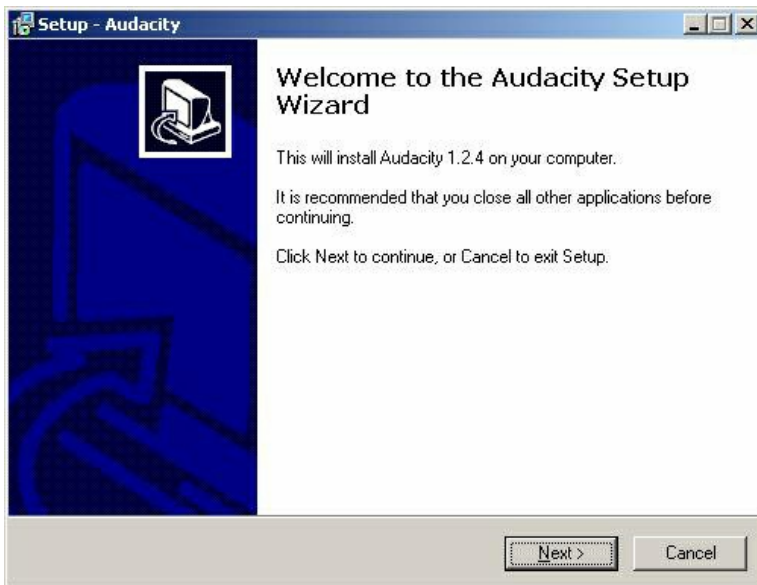 Setup - Audacity
Welcome to the Audacity Setup
Wizard
This will install Audacity 1.2.4 on your computer.
It is recommended that you close all other applications before
continuing.
Click Next to continue, or Cancel to exit Setup.
Next >
Cancel